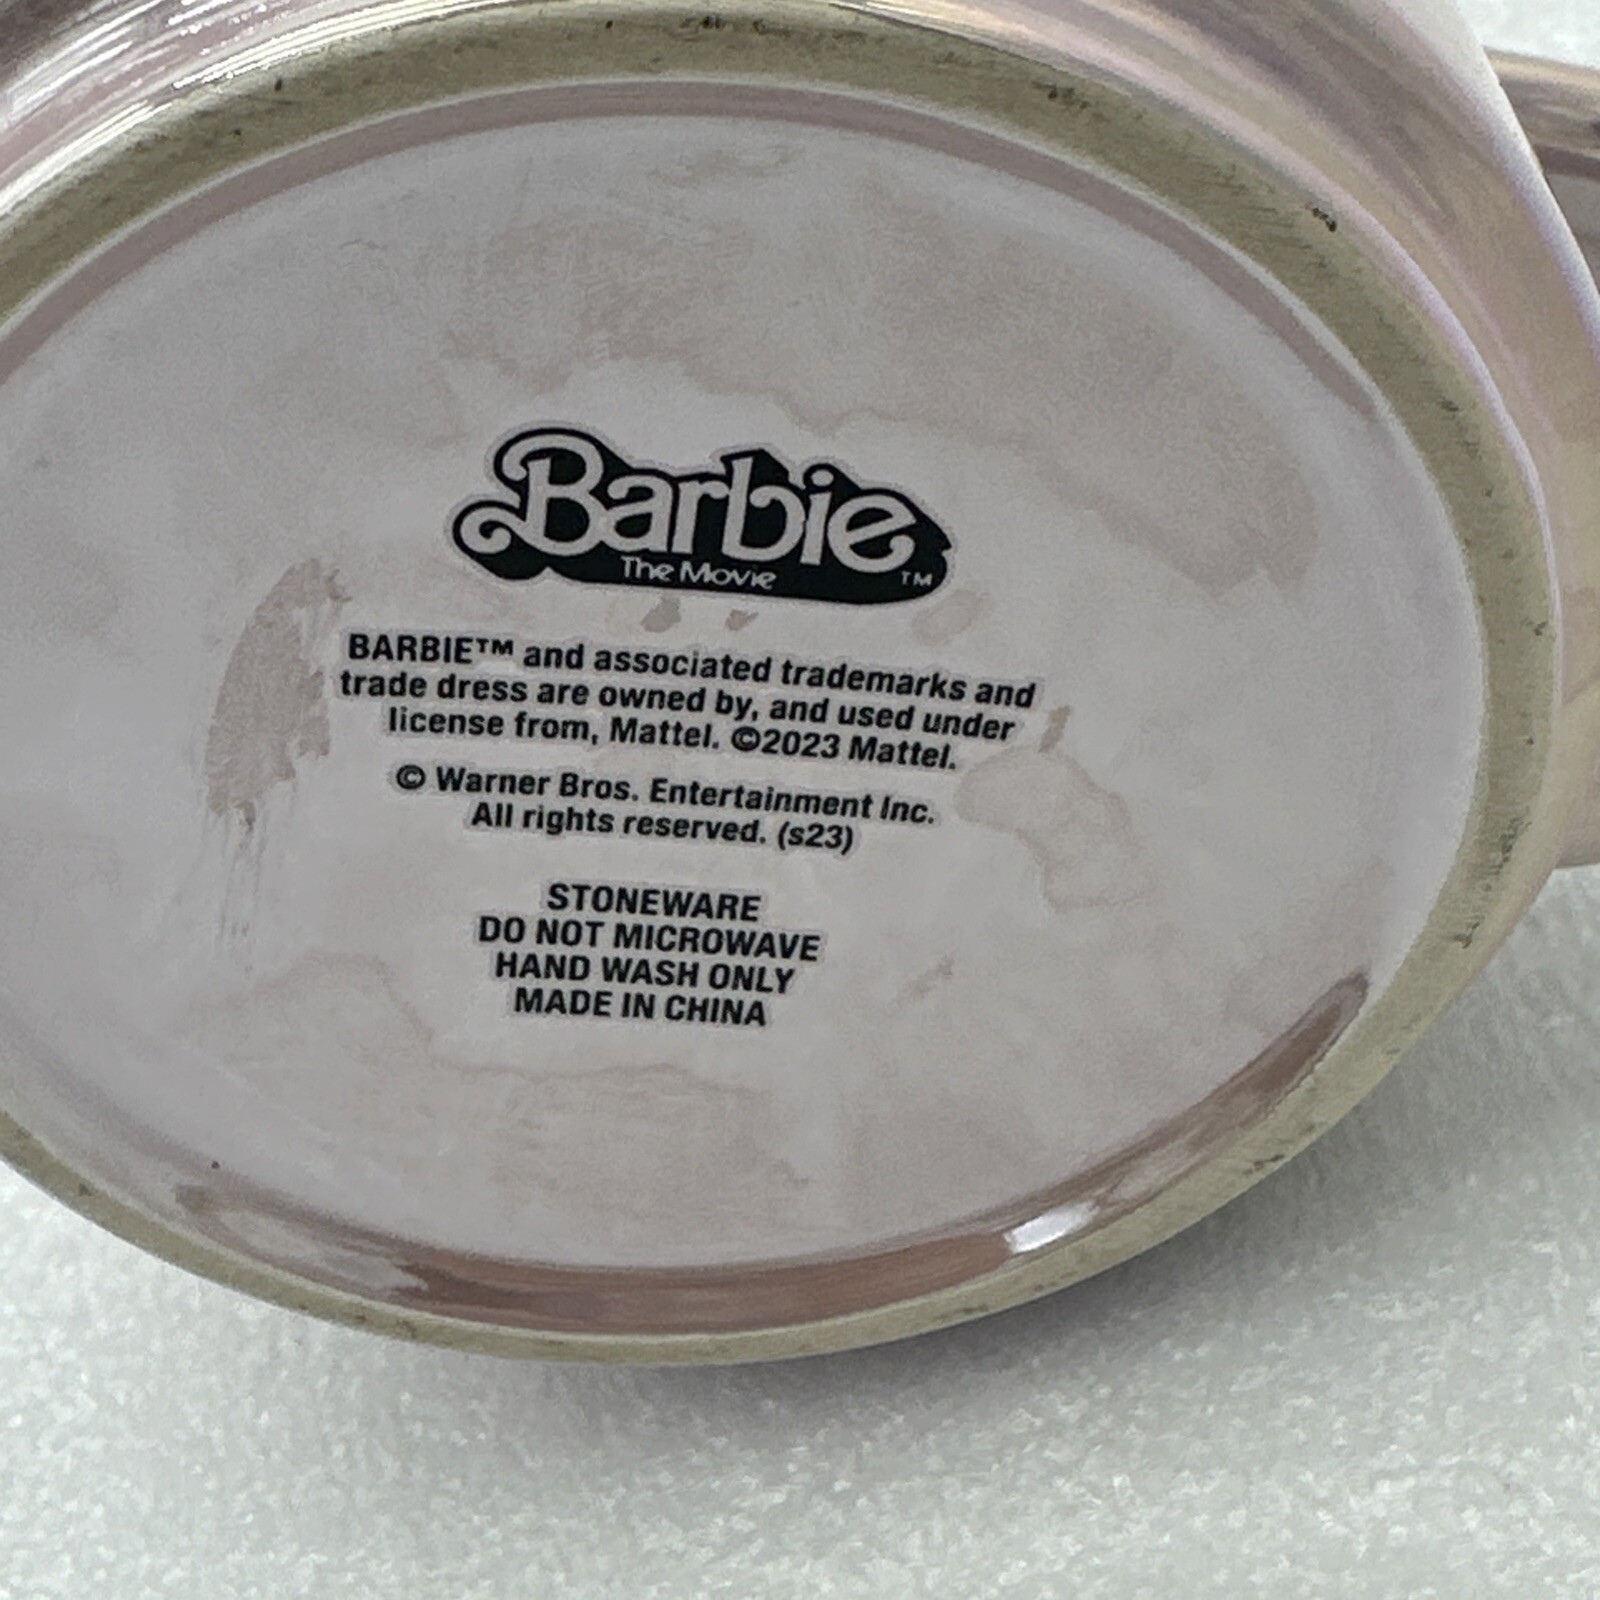 Barbie
The Movie TM
BARBIE™ and associated trademarks and
trade dress are owned by, and used under
license from, Mattel. ©2023 Mattel.
© Warner Bros. Entertainment Inc.
All rights reserved. (s23)
STONEWARE
DO NOT MICROWAVE
HAND WASH ONLY
MADE IN CHINA